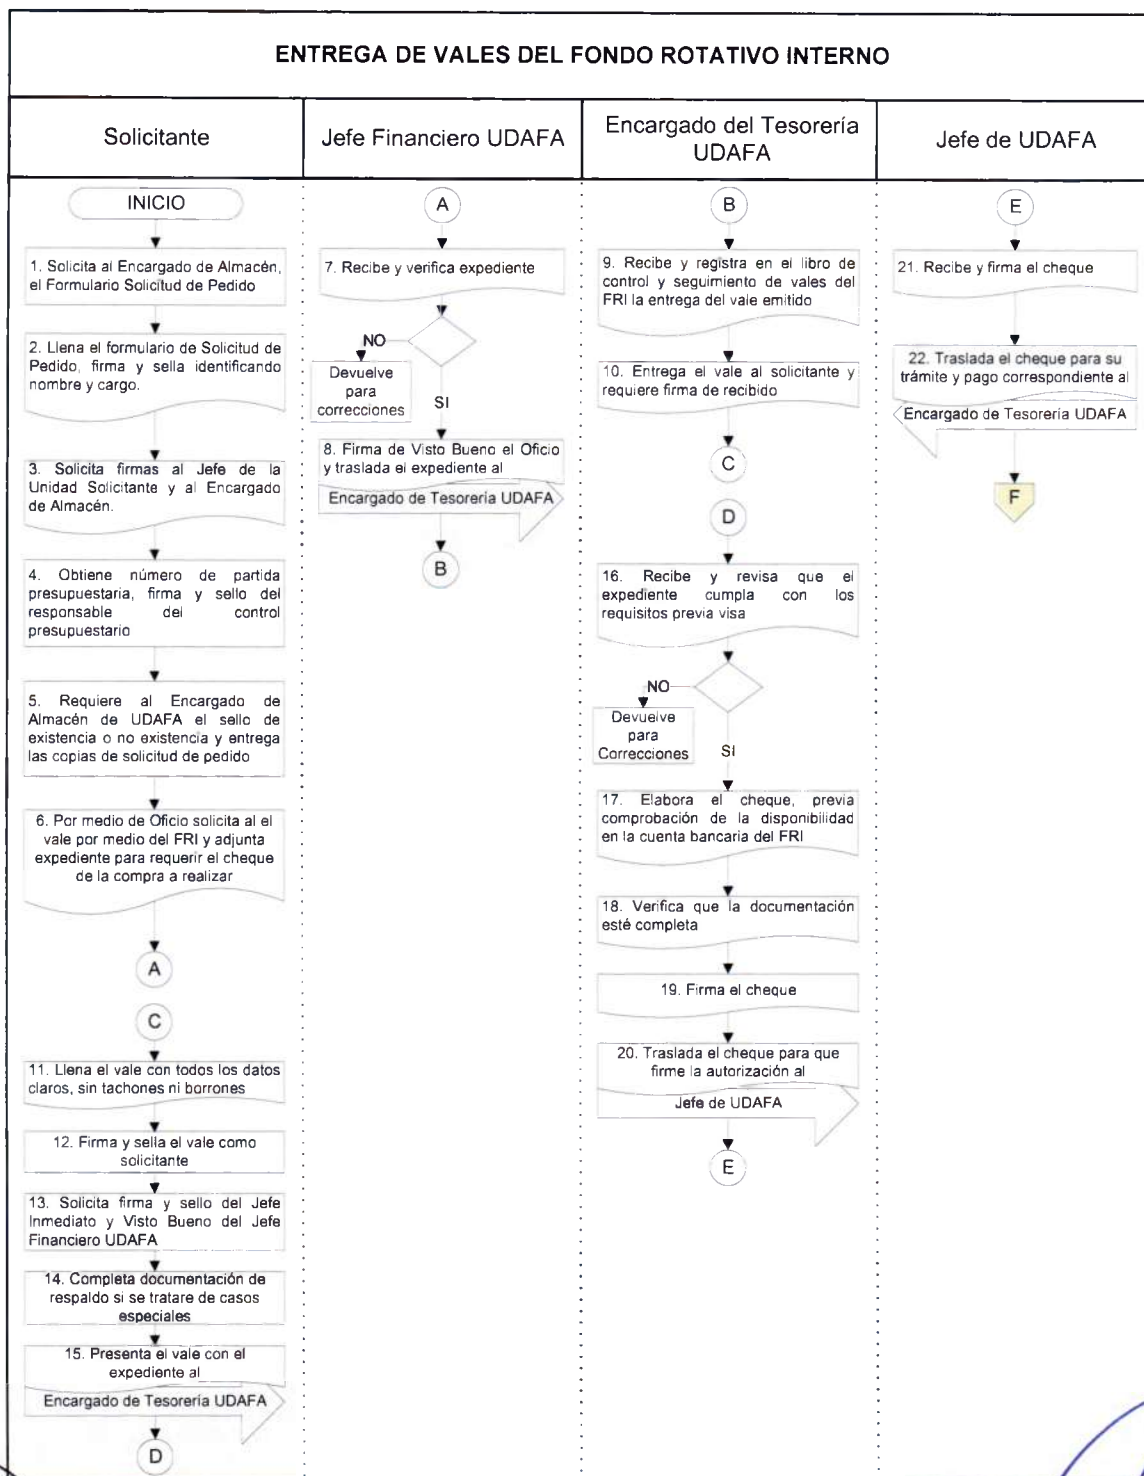 ENTREGA DE VALES DEL FONDO ROTATIVO INTERNO
Solicitante
Jefe Financiero UDAFA
Encargado del Tesorería
UDAFA
Jefe de UDAFA
INICIO
1. Solicita al Encargado de Almacén,
el Formulario Solicitud de Pedido
2. Llena el formulario de Solicitud de
Pedido, firma y sella identificando
nombre y cargo.
3. Solicita firmas al Jefe de la
Unidad Solicitante y al Encargado
de Almacén.
4. Obtiene número de partida
presupuestaria, firma y sello del
responsable del control
presupuestario
5. Requiere al Encargado de
Almacén de UDAFA el sello de
existencia o no existencia y entrega
las copias de solicitud de pedido
6. Por medio de Oficio solicita al el
vale por medio del FRI y adjunta
expediente para requerir el cheque
de la compra a realizar
A
C
11. Llena el vale con todos los datos
claros, sin tachones ni borrones
12. Firma y sella el vale como
solicitante
13. Solicita firma y sello del Jefe
Inmediato y Visto Bueno del Jefe
Financiero UDAFA
14. Completa documentación de
respaldo si se tratare de casos
especiales
15. Presenta el vale con el
expediente al
Encargado de Tesorería UDAFA
D
A
7. Recibe y verifica expediente
NO
Devuelve
para
correcciones
SI
8. Firma de Visto Bueno el Oficio
y traslada el expediente al
Encargado de Tesorería UDAFA
B
B
9. Recibe y registra en el libro de
control y seguimiento de vales del
FRI la entrega del vale emitido
10. Entrega el vale al solicitante y
requiere firma de recibido
C
D
16. Recibe y revisa que el
expediente cumpla con los
requisitos previa visa
NO
Devuelve
para
Correcciones
SI
17. Elabora el cheque, previa
comprobación de la disponibilidad
en la cuenta bancaria del FRI
18. Verifica que la documentación
esté completa
19. Firma el cheque
20. Traslada el cheque para que
firme la autorización al
Jefe de UDAFA
E
E
21. Recibe y firma el cheque
22. Traslada el cheque para su
trámite y pago correspondiente al
Encargado de Tesorería UDAFA
F